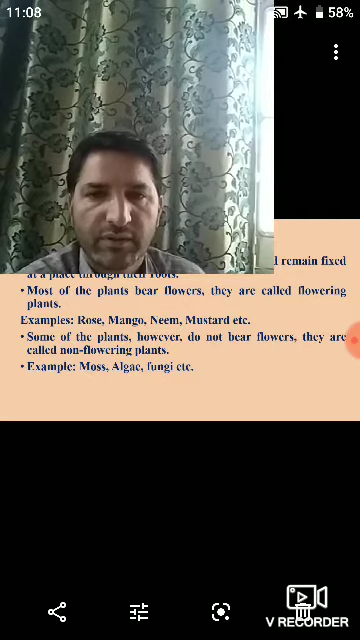 11:08
58%
l remain fixed
at a place through their roots.
• Most of the plants bear flowers, they are called flowering
plants.
Examples: Rose, Mango, Neem, Mustard etc.
• Some of the plants, however, do not bear flowers, they are
called non-flowering plants.
• Example: Moss, Algae, fungi etc.
V RECORDER